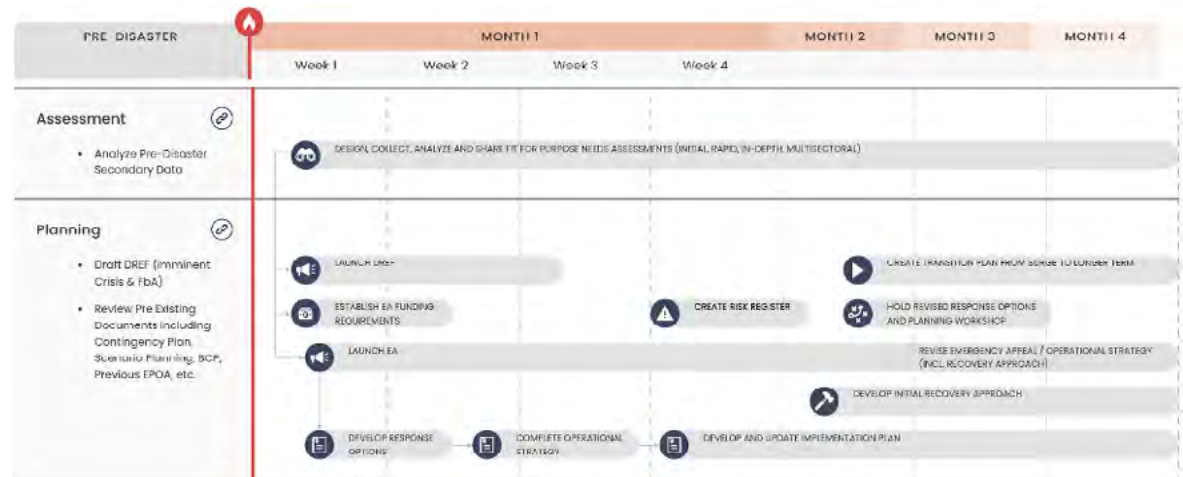 PRE-DISASTER
MONTH 1
MONTH 2
MONTH 3
MONTH 4
Week 1
Week 2
Week 3
Week 4
Assessment
• Analyze Pre-Disaster
Secondary Data
DESIGN, COLLECT, ANALYZE AND SHARE FIT FOR PURPOSE NEEDS ASSESSMENTS (INITIAL, RAPID, IN-DEPTH, MULTISECTORAL)
Planning
• Draft DREF (Imminent
Crisis & FbA)
• Review Pre Existing
Documents Including
Contingency Plan,
Scenario Planning, BCP,
Previous EPOA, etc.
LAUNCH DREF
CREATE TRANSITION PLAN FROM SURGE TO LONGER TERM
ESTABLISH EA FUNDING
REQUIREMENTS
CREATE RISK REGISTER
HOLD REVISED RESPONSE OPTIONS
AND PLANNING WORKSHOP
LAUNCH EA
REVISE EMERGENCY APPEAL / OPERATIONAL STRATEGY
(INCL. RECOVERY APPROACH)
DEVELOP INITIAL RECOVERY APPROACH
DEVELOP RESPONSE
OPTIONS
COMPLETE OPERATIONAL
STRATEGY
DEVELOP AND UPDATE IMPLEMENTATION PLAN